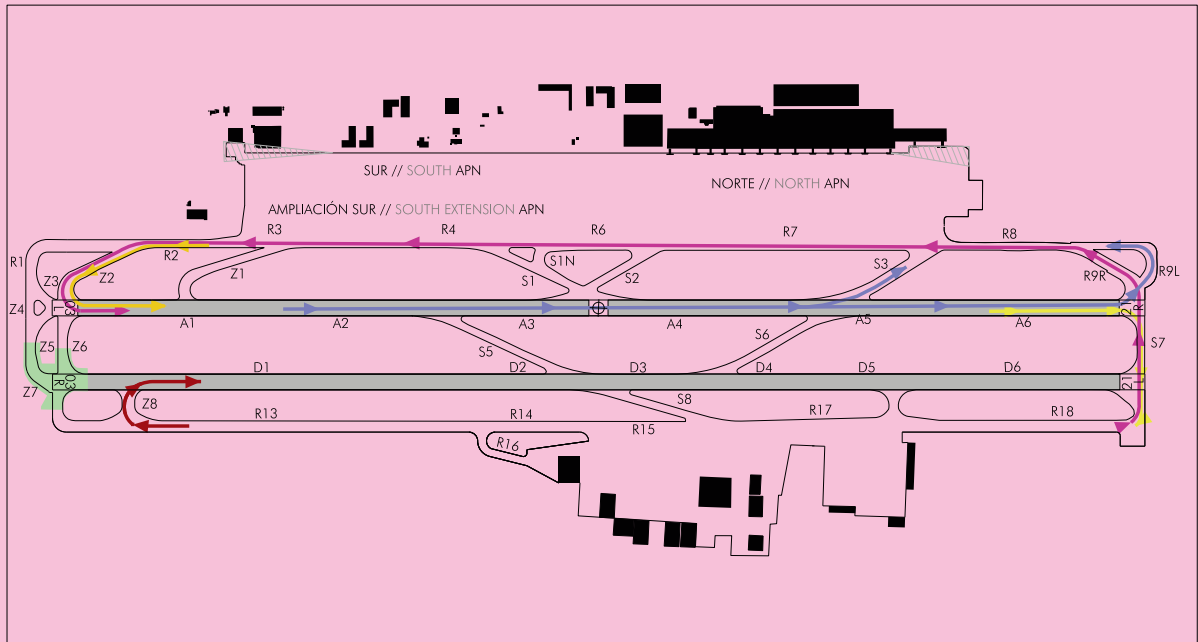 SUR // SOUTH APN
NORTE // NORTH APN
AMPLIACIÓN SUR // SOUTH EXTENSION APN
R3
R4
R6
R7
R8
R1
R2
Z1
Z2
Z3
S1N
S1
S2
S3
R9R
R9L
Z4
03
L
21
R
A1
A2
A3
A4
A5
A6
Z5
Z6
S5
S6
S7
D1
D2
D3
D4
D5
D6
Z7
03
R
21
L
Z8
R13
R14
R15
S8
R17
R18
R16